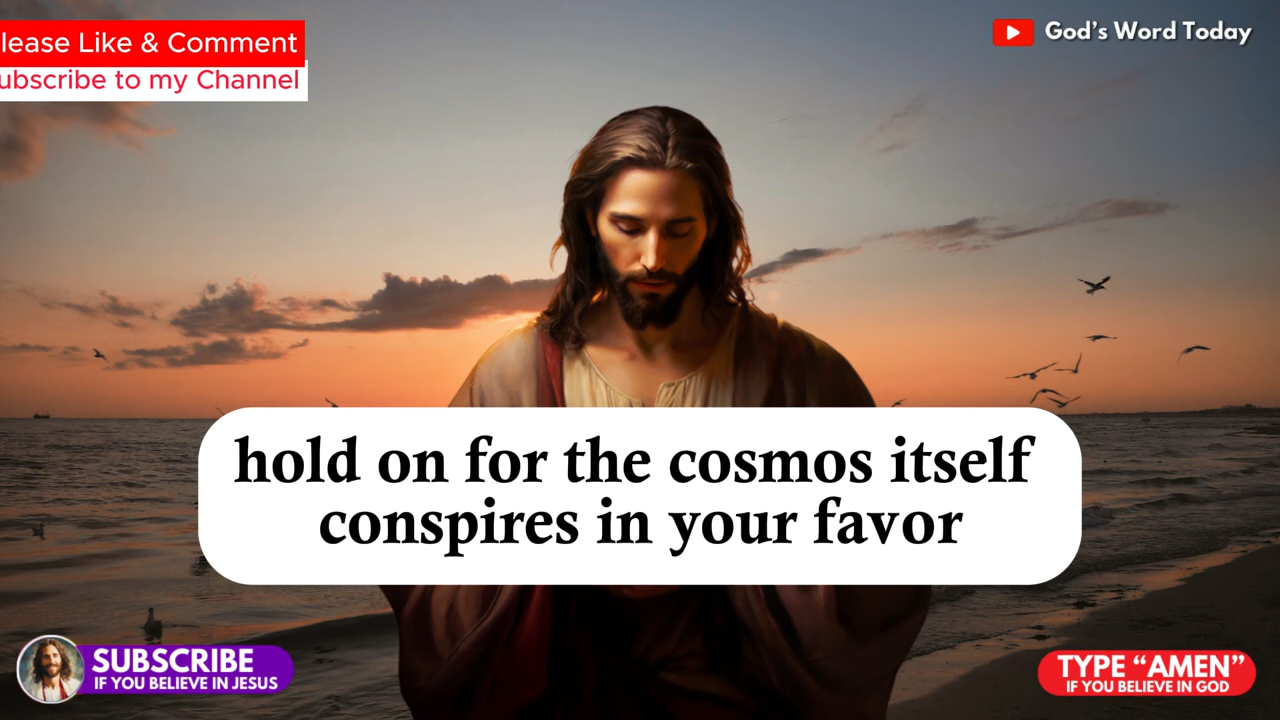 lease Like & Comment
ubscribe to my Channel
God's Word Today
hold on for the cosmos itself
conspires in your favor
SUBSCRIBE
IF YOU BELIEVE IN JESUS
TYPE “AMEN”
IF YOU BELIEVE IN GOD